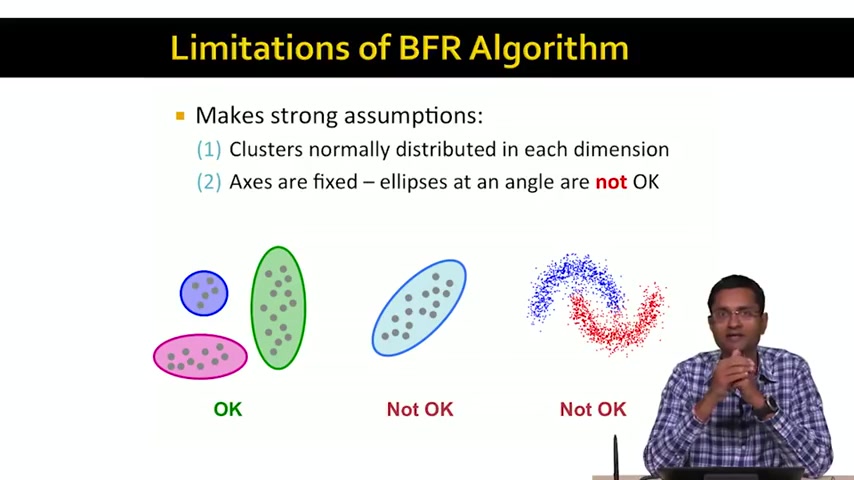 Limitations of BFR Algorithm
Makes strong assumptions:
(1) Clusters normally distributed in each dimension
(2) Axes are fixed – ellipses at an angle are not OK
OK
Not OK
Not OK